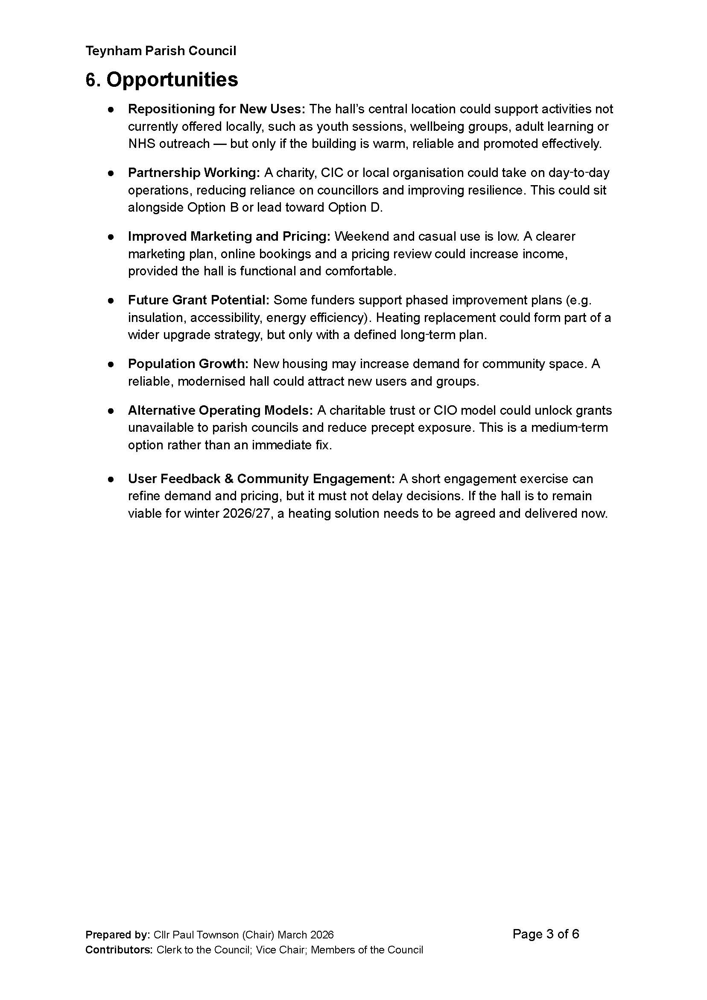 Teynham Parish Council
6. Opportunities
● Repositioning for New Uses: The hall’s central location could support activities not
currently offered locally, such as youth sessions, wellbeing groups, adult learning or
NHS outreach — but only if the building is warm, reliable and promoted effectively.
● Partnership Working: A charity, CIC or local organisation could take on day-to-day
operations, reducing reliance on councillors and improving resilience. This could sit
alongside Option B or lead toward Option D.
● Improved Marketing and Pricing: Weekend and casual use is low. A clearer
marketing plan, online bookings and a pricing review could increase income,
provided the hall is functional and comfortable.
● Future Grant Potential: Some funders support phased improvement plans (e.g.
insulation, accessibility, energy efficiency). Heating replacement could form part of a
wider upgrade strategy, but only with a defined long-term plan.
● Population Growth: New housing may increase demand for community space. A
reliable, modernised hall could attract new users and groups.
● Alternative Operating Models: A charitable trust or CIO model could unlock grants
unavailable to parish councils and reduce precept exposure. This is a medium-term
option rather than an immediate fix.
● User Feedback & Community Engagement: A short engagement exercise can
refine demand and pricing, but it must not delay decisions. If the hall is to remain
viable for winter 2026/27, a heating solution needs to be agreed and delivered now.
Prepared by: Cllr Paul Townson (Chair) March 2026
Page 3 of 6
Contributors: Clerk to the Council; Vice Chair; Members of the Council